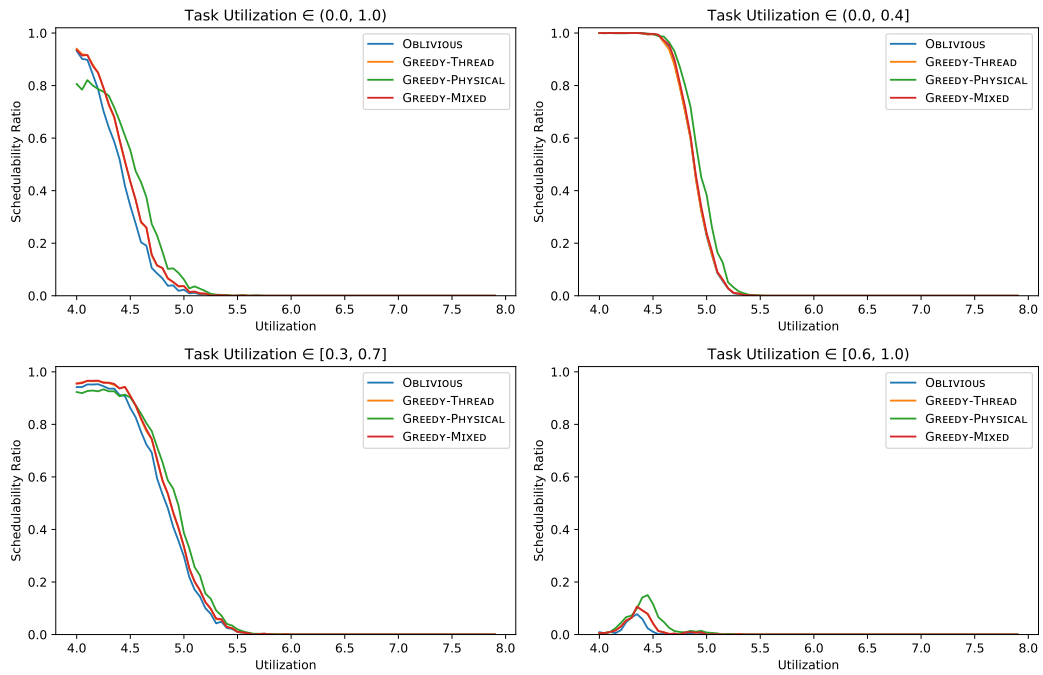 Task Utilization ∈ (0.0, 1.0)
1.0
0.8
0.6
0.4
0.2
0.0
Schedulability Ratio
Oblivious
Greedy-Thread
Greedy-Physical
Greedy-Mixed
4.0 4.5 5.0 5.5 6.0 6.5 7.0 7.5 8.0
Utilization
Task Utilization ∈ (0.0, 0.4]
1.0
0.8
0.6
0.4
0.2
0.0
Schedulability Ratio
Oblivious
Greedy-Thread
Greedy-Physical
Greedy-Mixed
4.0 4.5 5.0 5.5 6.0 6.5 7.0 7.5 8.0
Utilization
Task Utilization ∈ [0.3, 0.7]
1.0
0.8
0.6
0.4
0.2
0.0
Schedulability Ratio
Oblivious
Greedy-Thread
Greedy-Physical
Greedy-Mixed
4.0 4.5 5.0 5.5 6.0 6.5 7.0 7.5 8.0
Utilization
Task Utilization ∈ [0.6, 1.0)
1.0
0.8
0.6
0.4
0.2
0.0
Schedulability Ratio
Oblivious
Greedy-Thread
Greedy-Physical
Greedy-Mixed
4.0 4.5 5.0 5.5 6.0 6.5 7.0 7.5 8.0
Utilization